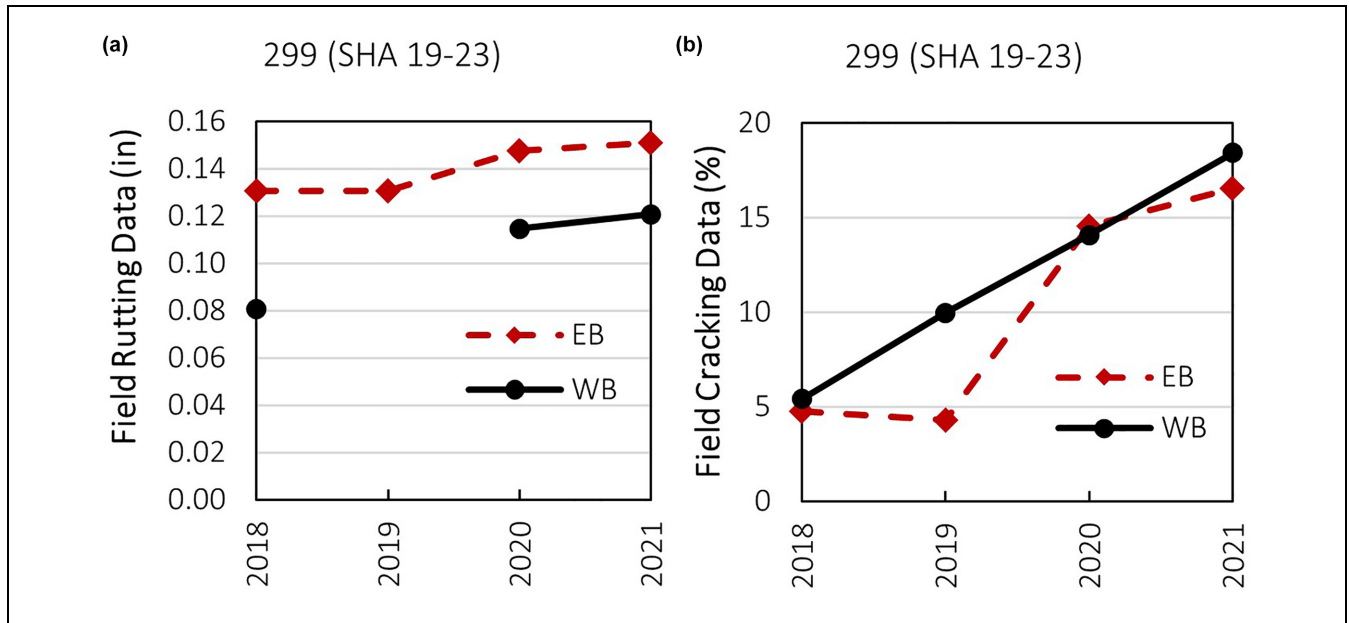 (a)
299 (SHA 19-23)
Field Rutting Data (in)
0.16
0.14
0.12
0.10
0.08
0.06
0.04
0.02
0.00
2018
2019
2020
2021
EB
WB
(b)
299 (SHA 19-23)
Field Cracking Data (%)
20
15
10
5
0
2018
2019
2020
2021
EB
WB